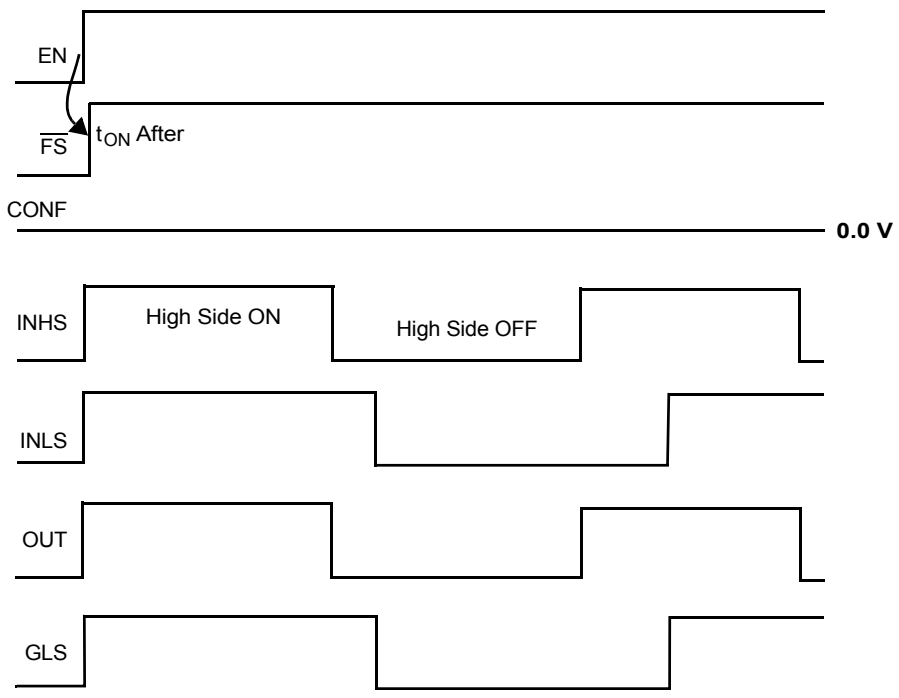 EN
FS
tON After
CONF
0.0 V
INHS
High Side ON
High Side OFF
INLS
OUT
GLS